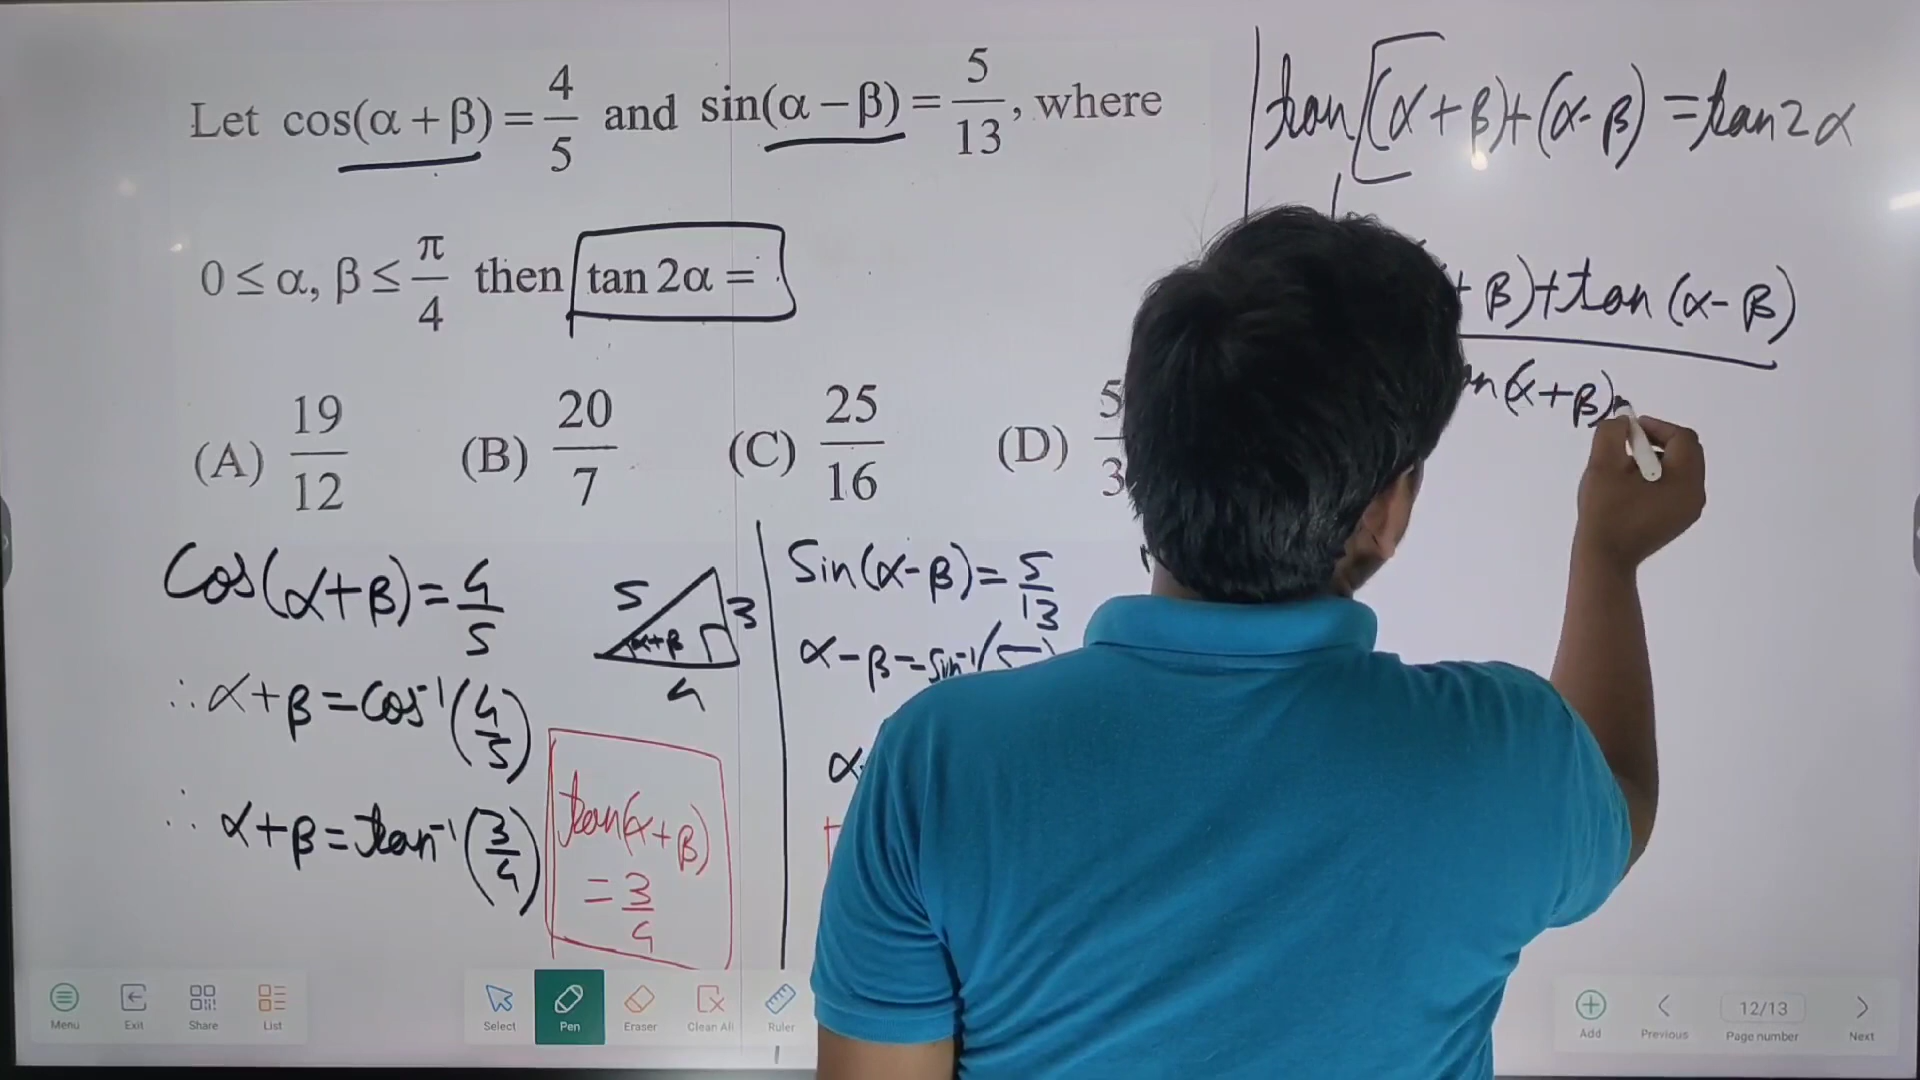 Let cos(α + β) = 4/5 and sin(α − β) = 5/13, where
0 ≤ α, β ≤ π/4 then tan 2α =
(A) 19/12 (B) 20/7 (C) 25/16 (D) 5/3
Cos(α+β) = 4/5
5 3 α+β 4
∴ α+β = Cos⁻¹(4/5)
∴ α+β = tan⁻¹(3/4)
tan(α+β)
= 3/4
Sin(α-β) = 5/13
α-β = Sin⁻¹(5
α
tan[(α+β)+(α-β) = tan2α
+ β)+tan(α-β)
n(α+β)
Menu Exit Share List Select Pen Eraser Clean All Ruler Add Previous 12/13 Page number Next